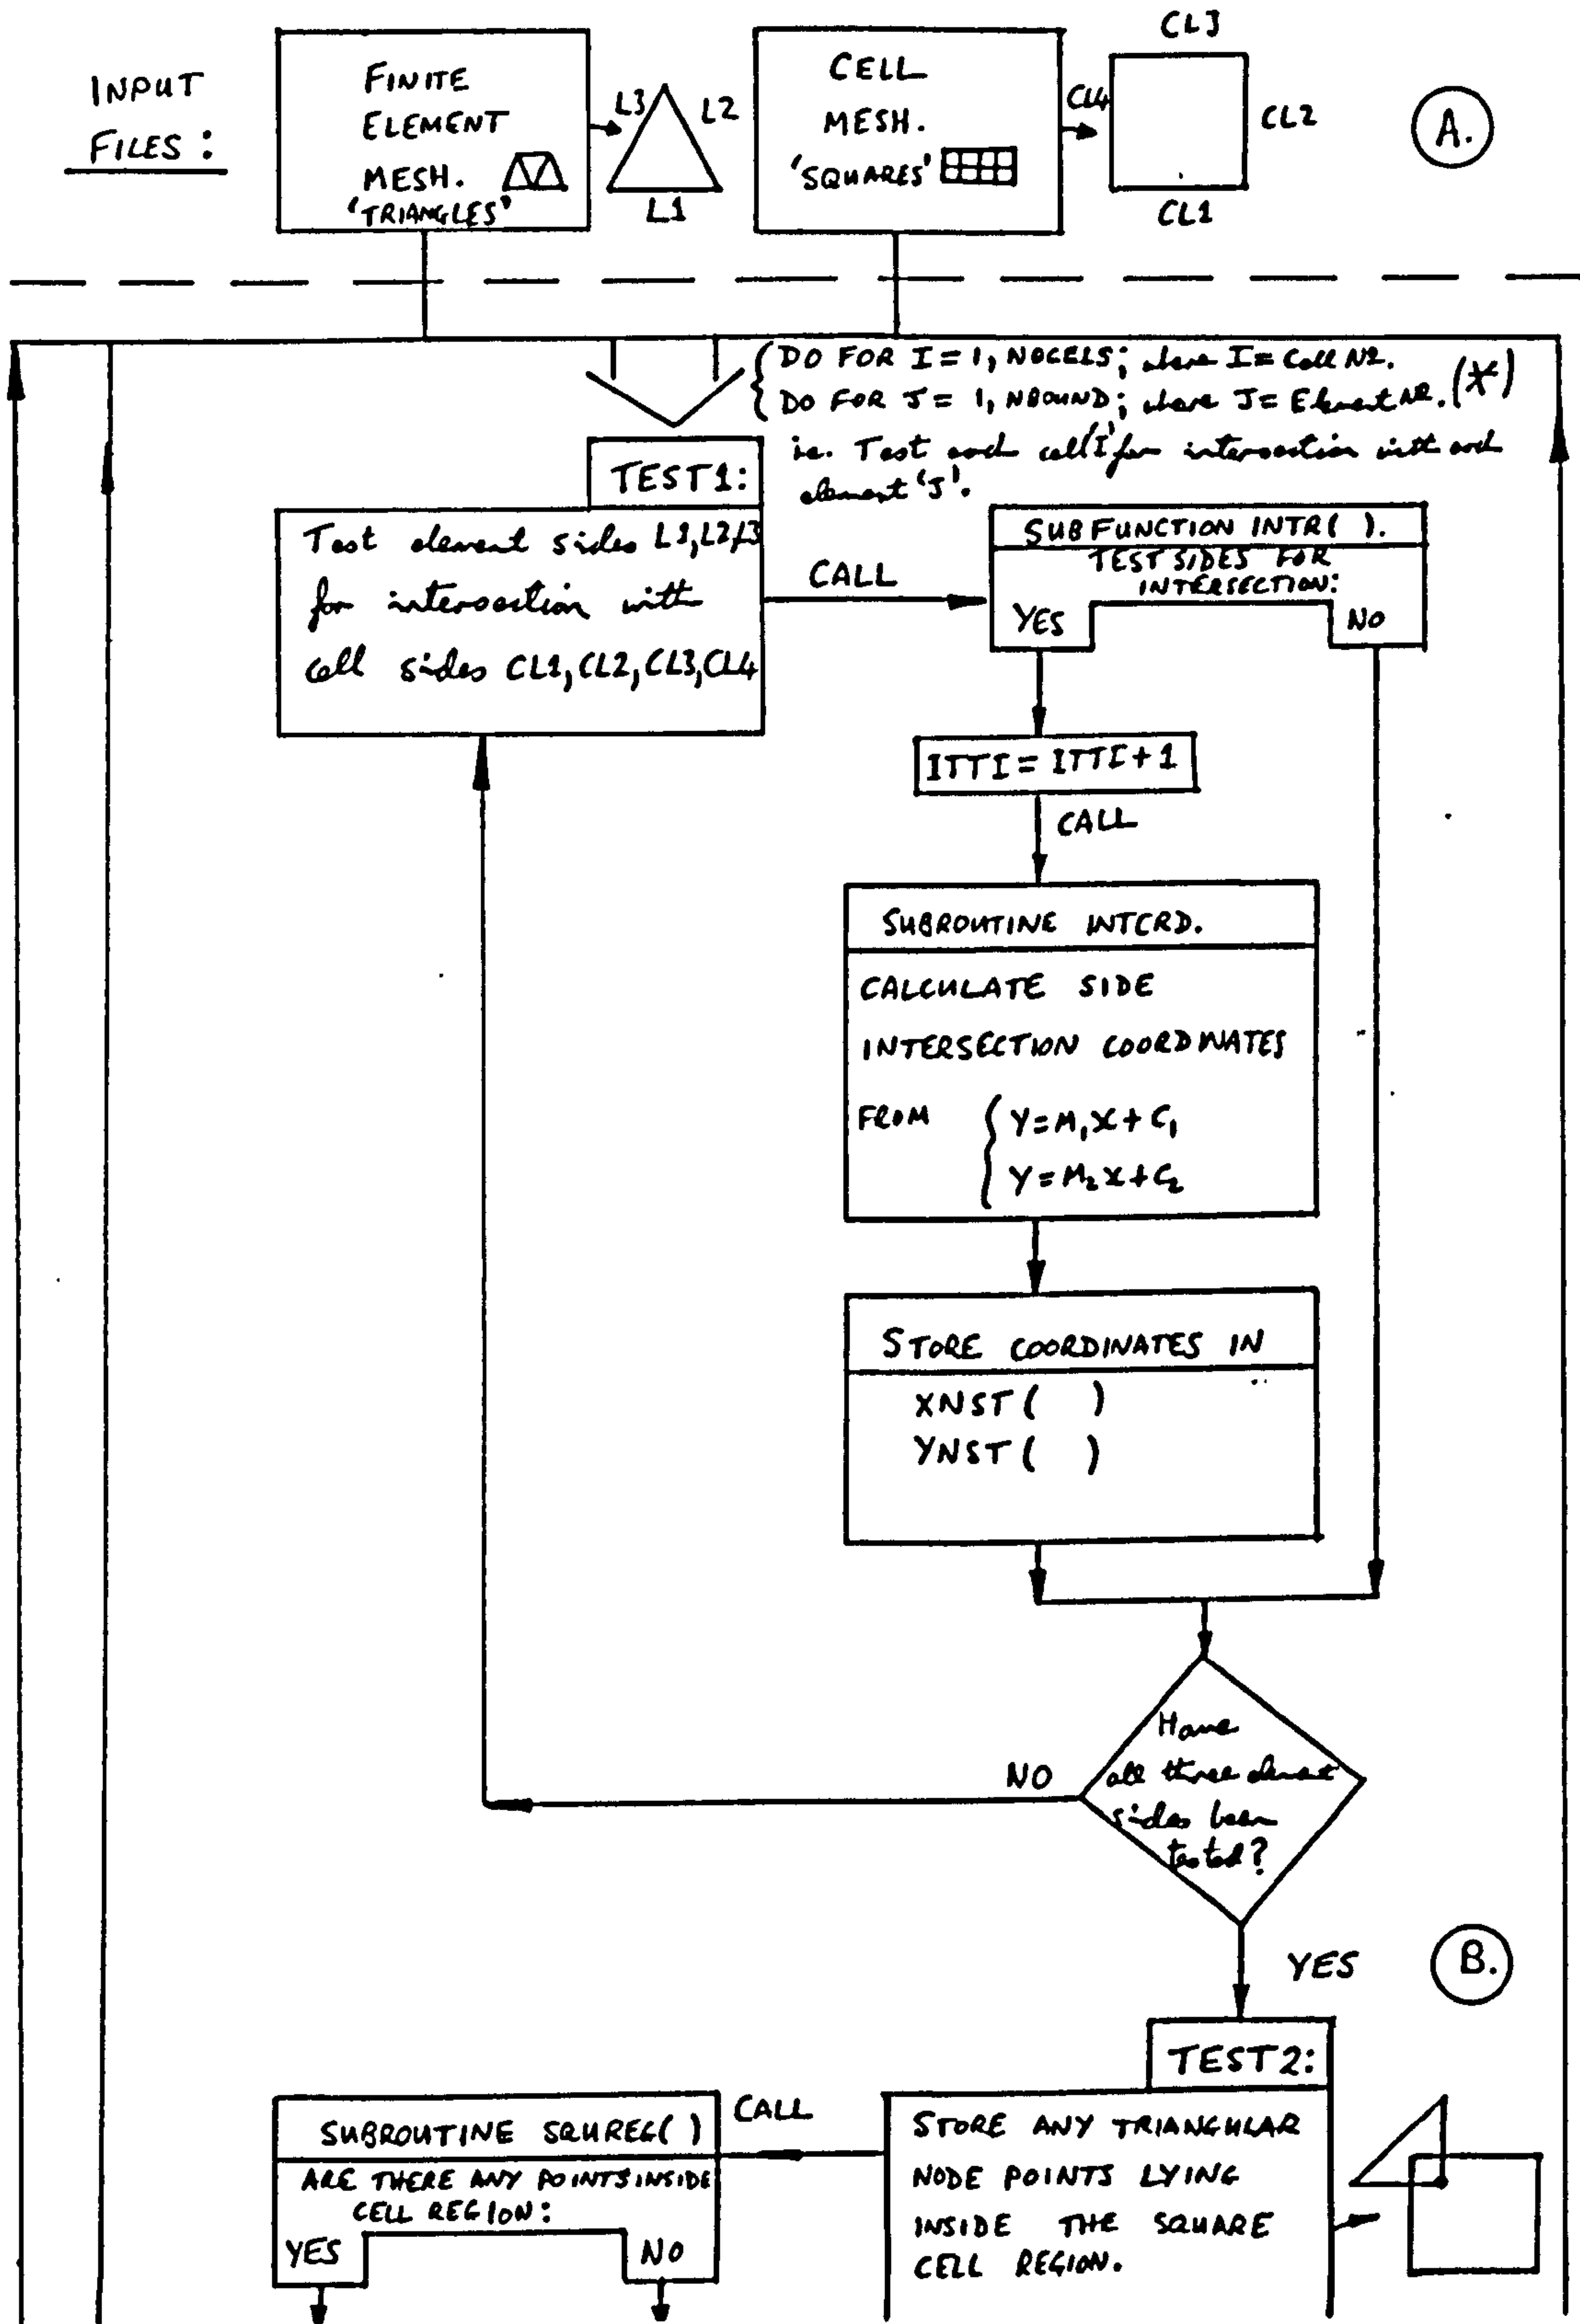 INPUT
FILES :
FINITE
ELEMENT
MESH.
'TRIANGLES'
L3
L2
L1
CELL
MESH.
'SQUARES'
CL3
CL4
CL2
CL1
A.
DO FOR I = 1, NOCELS; where I = Cell NR.
DO FOR J = 1, NBOUND; where J = Element NR. (*)
ie. Test each cell 'I' for intersection with each
element 'J'.
TEST1:
Test element sides L1,L2,L3
for intersection with
cell sides CL1,CL2,CL3,CL4
CALL
SUBFUNCTION INTR( ).
TEST SIDES FOR
INTERSECTION:
YES
NO
ITTI = ITTI + 1
CALL
SUBROUTINE INTCRD.
CALCULATE SIDE
INTERSECTION COORDINATES
FROM { Y=M₁X+C₁
Y=M₂X+C₂
STORE COORDINATES IN
XNST ( )
YNST ( )
Have
all three element
sides been
tested?
NO
YES
B.
TEST2:
STORE ANY TRIANGULAR
NODE POINTS LYING
INSIDE THE SQUARE
CELL REGION.
CALL
SUBROUTINE SQUREG( )
ARE THERE ANY POINTS INSIDE
CELL REGION:
YES
NO